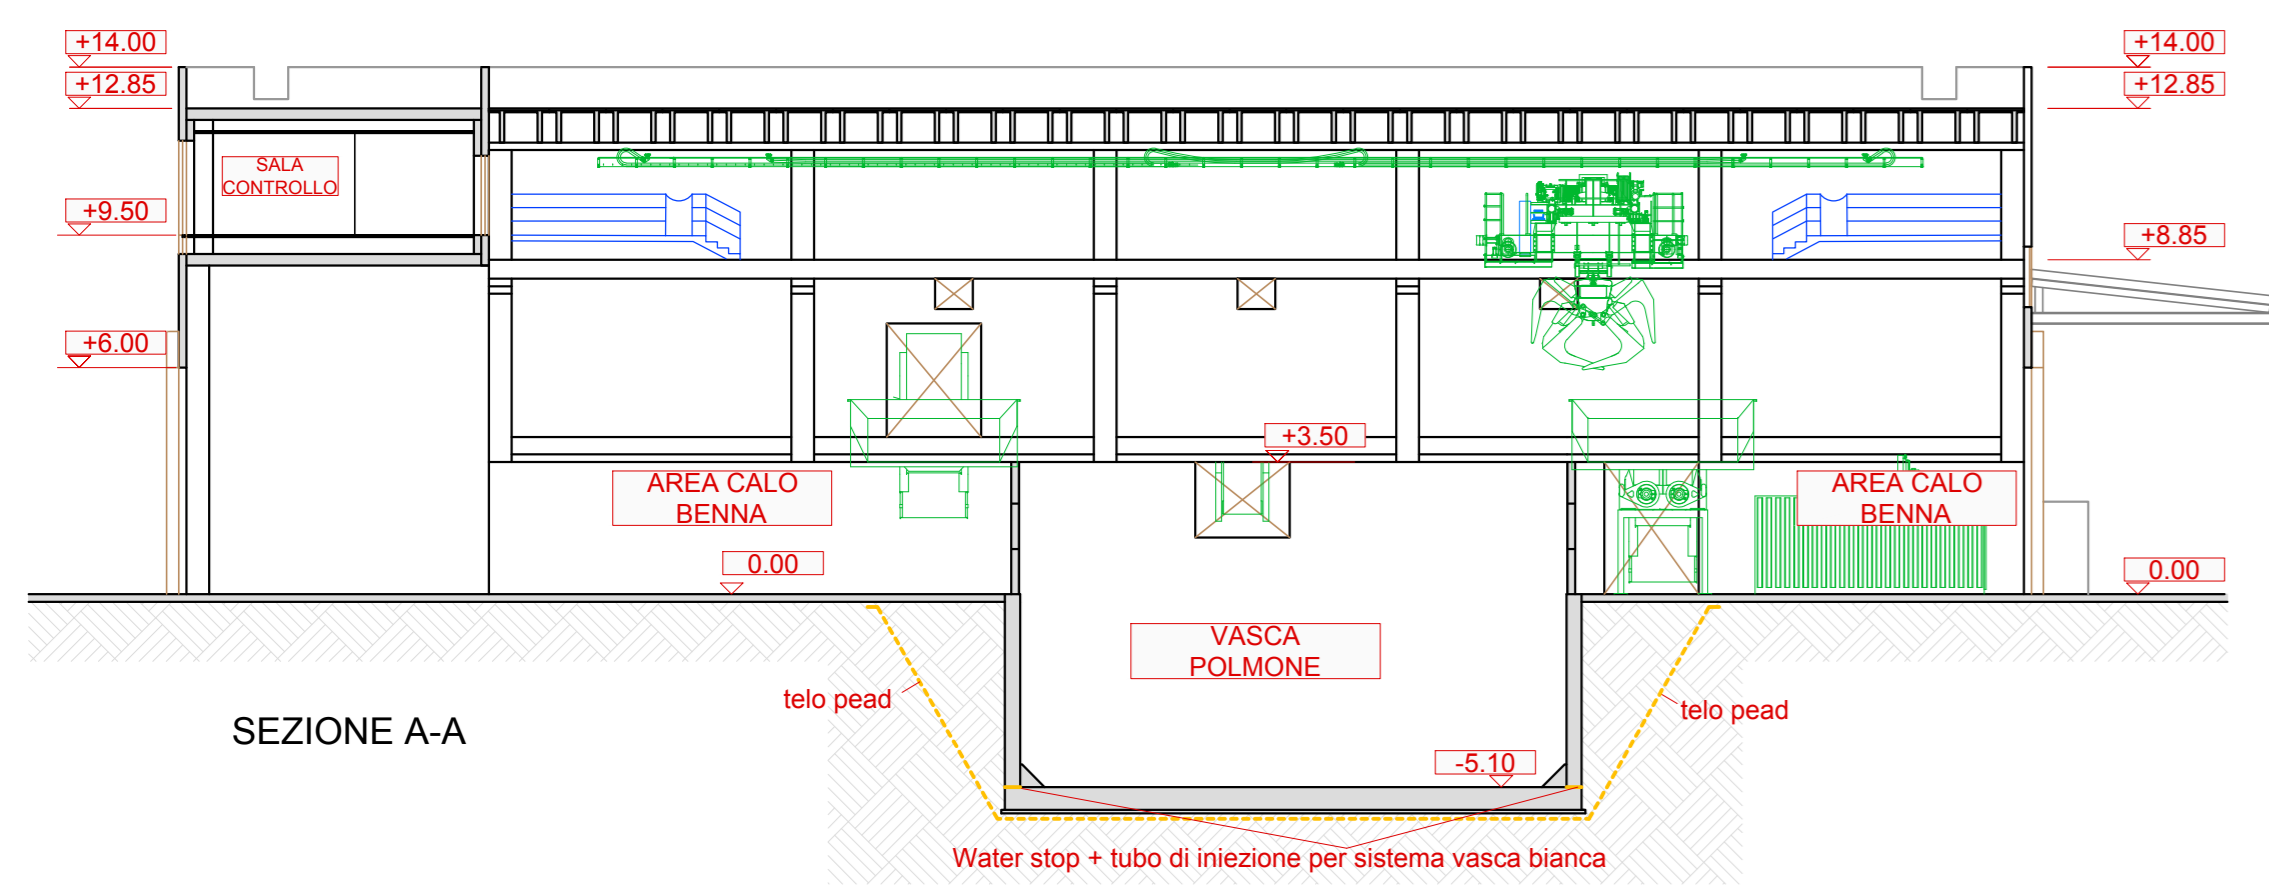 +14.00
+14.00
+12.85
+12.85
SALA
CONTROLLO
+9.50
+8.85
+6.00
+3.50
AREA CALO
BENNA
AREA CALO
BENNA
0.00
0.00
VASCA
POLMONE
telo pead
telo pead
SEZIONE A-A
-5.10
Water stop + tubo di iniezione per sistema vasca bianca